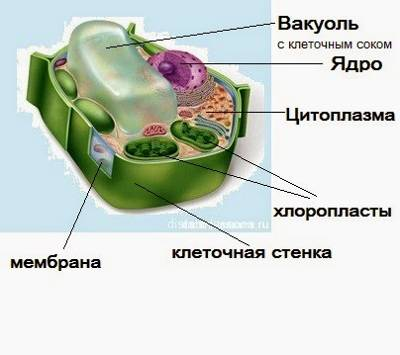 Вакуоль
с клеточным соком
Ядро
Цитоплазма
хлоропласты
клеточная стенка
мембрана